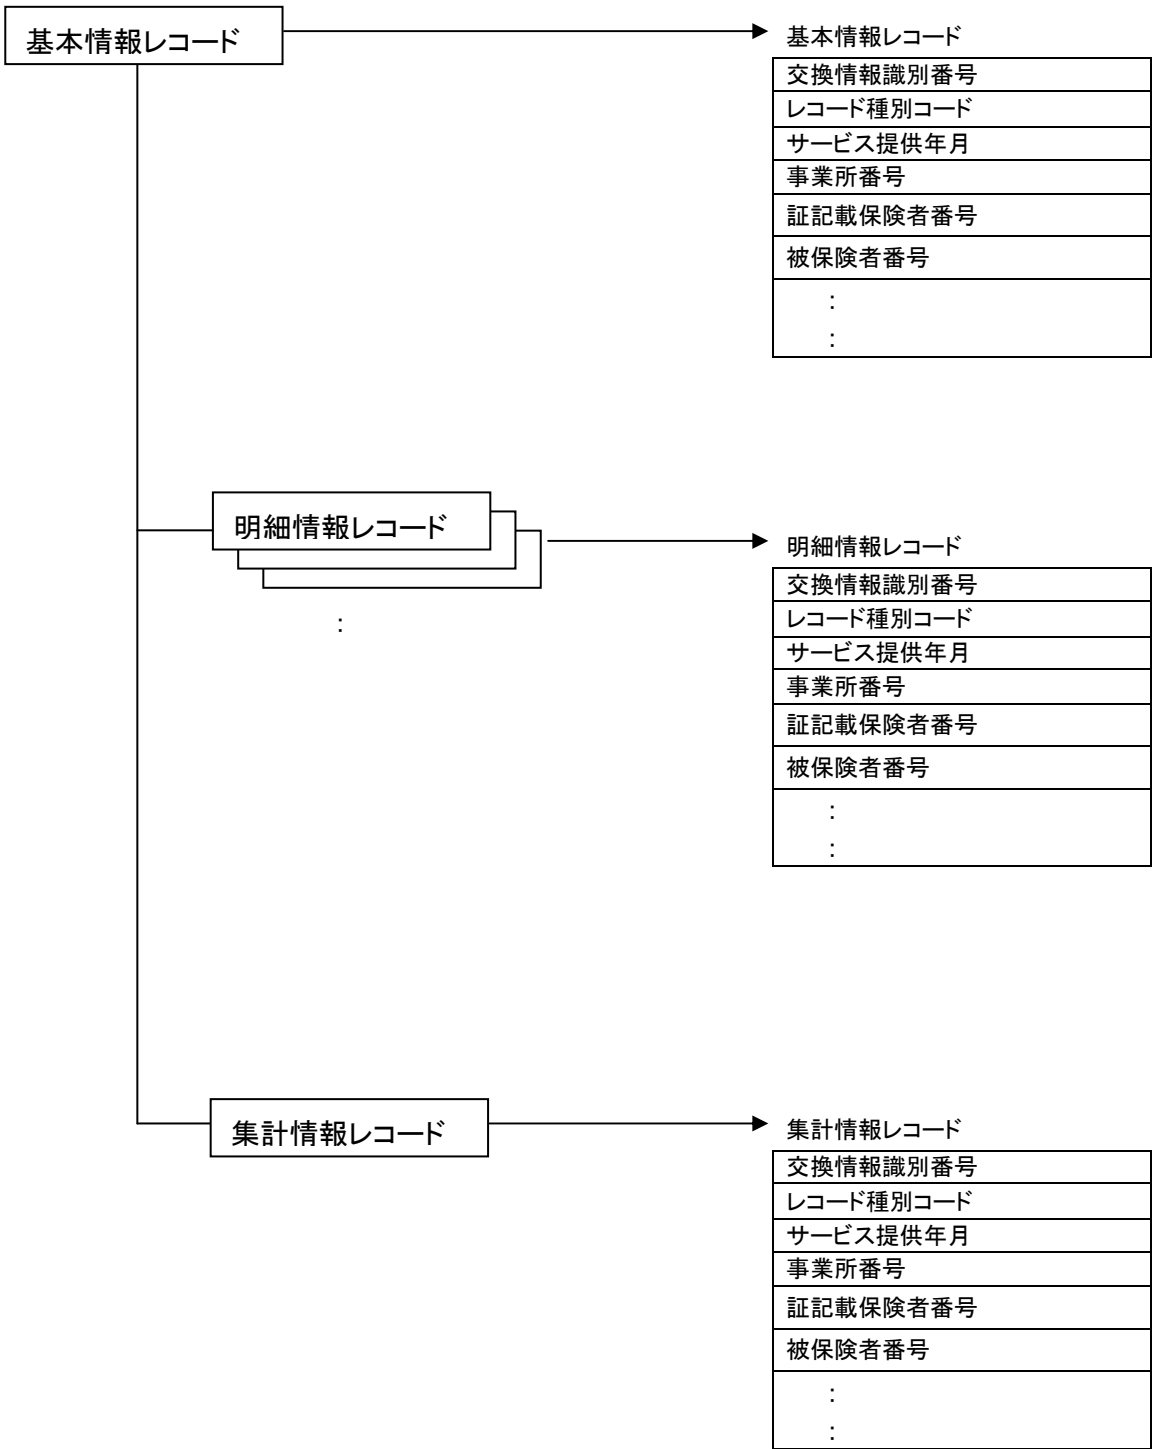 基本情報レコード
基本情報レコード
交換情報識別番号
レコード種別コード
サービス提供年月
事業所番号
証記載保険者番号
被保険者番号
：
：
明細情報レコード
：
明細情報レコード
交換情報識別番号
レコード種別コード
サービス提供年月
事業所番号
証記載保険者番号
被保険者番号
：
：
集計情報レコード
集計情報レコード
交換情報識別番号
レコード種別コード
サービス提供年月
事業所番号
証記載保険者番号
被保険者番号
：
：